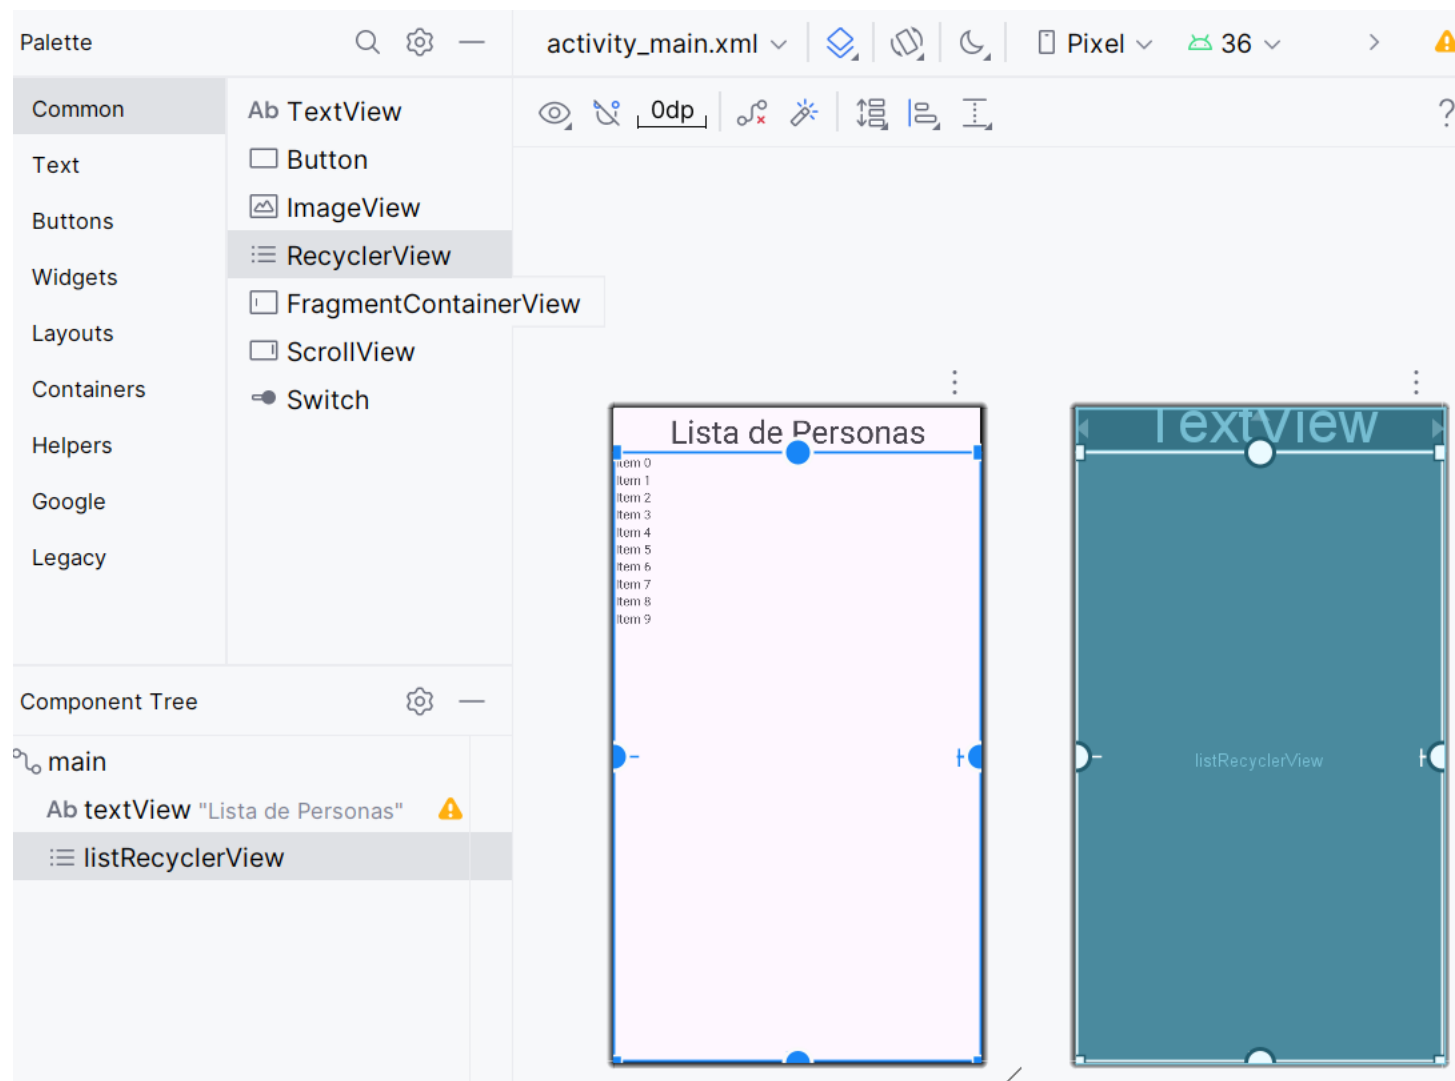 Palette
activity_main.xml
Pixel
36
Common
Text
Buttons
Widgets
Layouts
Containers
Helpers
Google
Legacy
Ab TextView
Button
ImageView
RecyclerView
FragmentContainerView
ScrollView
Switch
0dp
?
Component Tree
main
Ab textView "Lista de Personas"
listRecyclerView
Lista de Personas
Item 0
Item 1
Item 2
Item 3
Item 4
Item 5
Item 6
Item 7
Item 8
Item 9
TextView
listRecyclerView